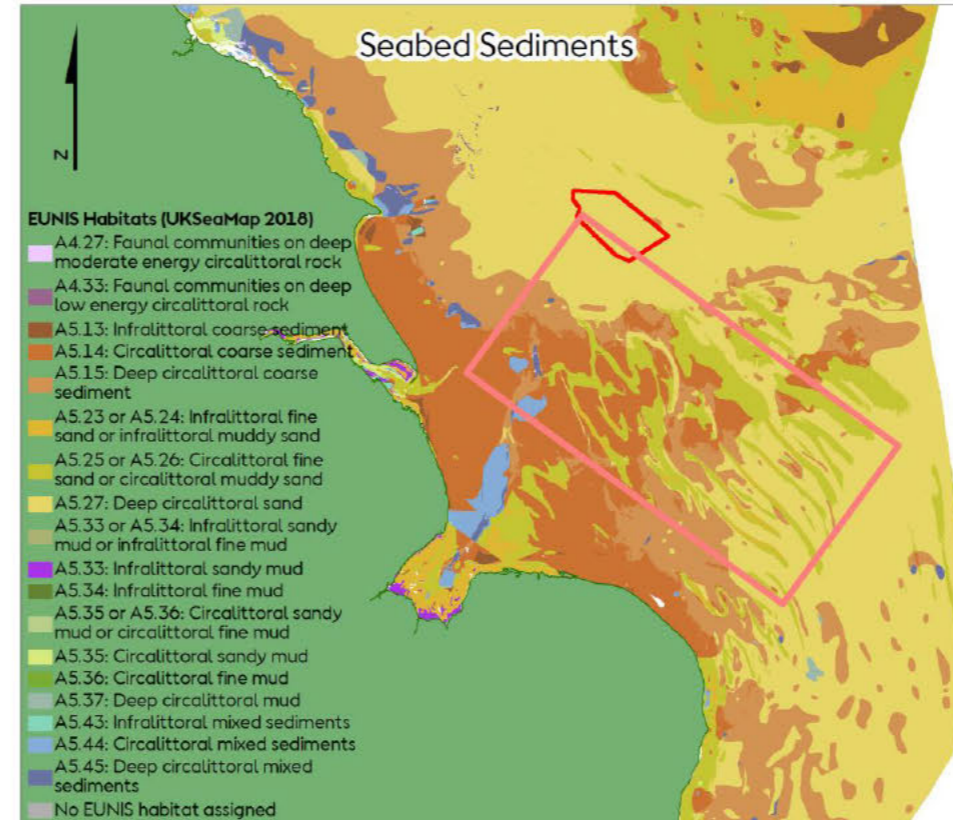 Seabed Sediments
N
EUNIS Habitats (UKSeaMap 2018)
A4.27: Faunal communities on deep
moderate energy circalittoral rock
A4.33: Faunal communities on deep
low energy circalittoral rock
A5.13: Infralittoral coarse sediment
A5.14: Circalittoral coarse sediment
A5.15: Deep circalittoral coarse
sediment
A5.23 or A5.24: Infralittoral fine
sand or infralittoral muddy sand
A5.25 or A5.26: Circalittoral fine
sand or circalittoral muddy sand
A5.27: Deep circalittoral sand
A5.33 or A5.34: Infralittoral sandy
mud or infralittoral fine mud
A5.33: Infralittoral sandy mud
A5.34: Infralittoral fine mud
A5.35 or A5.36: Circalittoral sandy
mud or circalittoral fine mud
A5.35: Circalittoral sandy mud
A5.36: Circalittoral fine mud
A5.37: Deep circalittoral mud
A5.43: Infralittoral mixed sediments
A5.44: Circalittoral mixed sediments
A5.45: Deep circalittoral mixed
sediments
No EUNIS habitat assigned